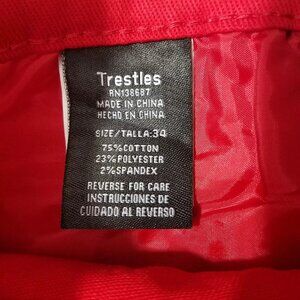 Trestles
RN138687
MADE IN CHINA
HECHO EN CHINA
SIZE/TALLA:34
75%COTTON
23%POLYESTER
2%SPANDEX
REVERSE FOR CARE
INSTRUCCIONES DE
CUIDADO AL REVERSO